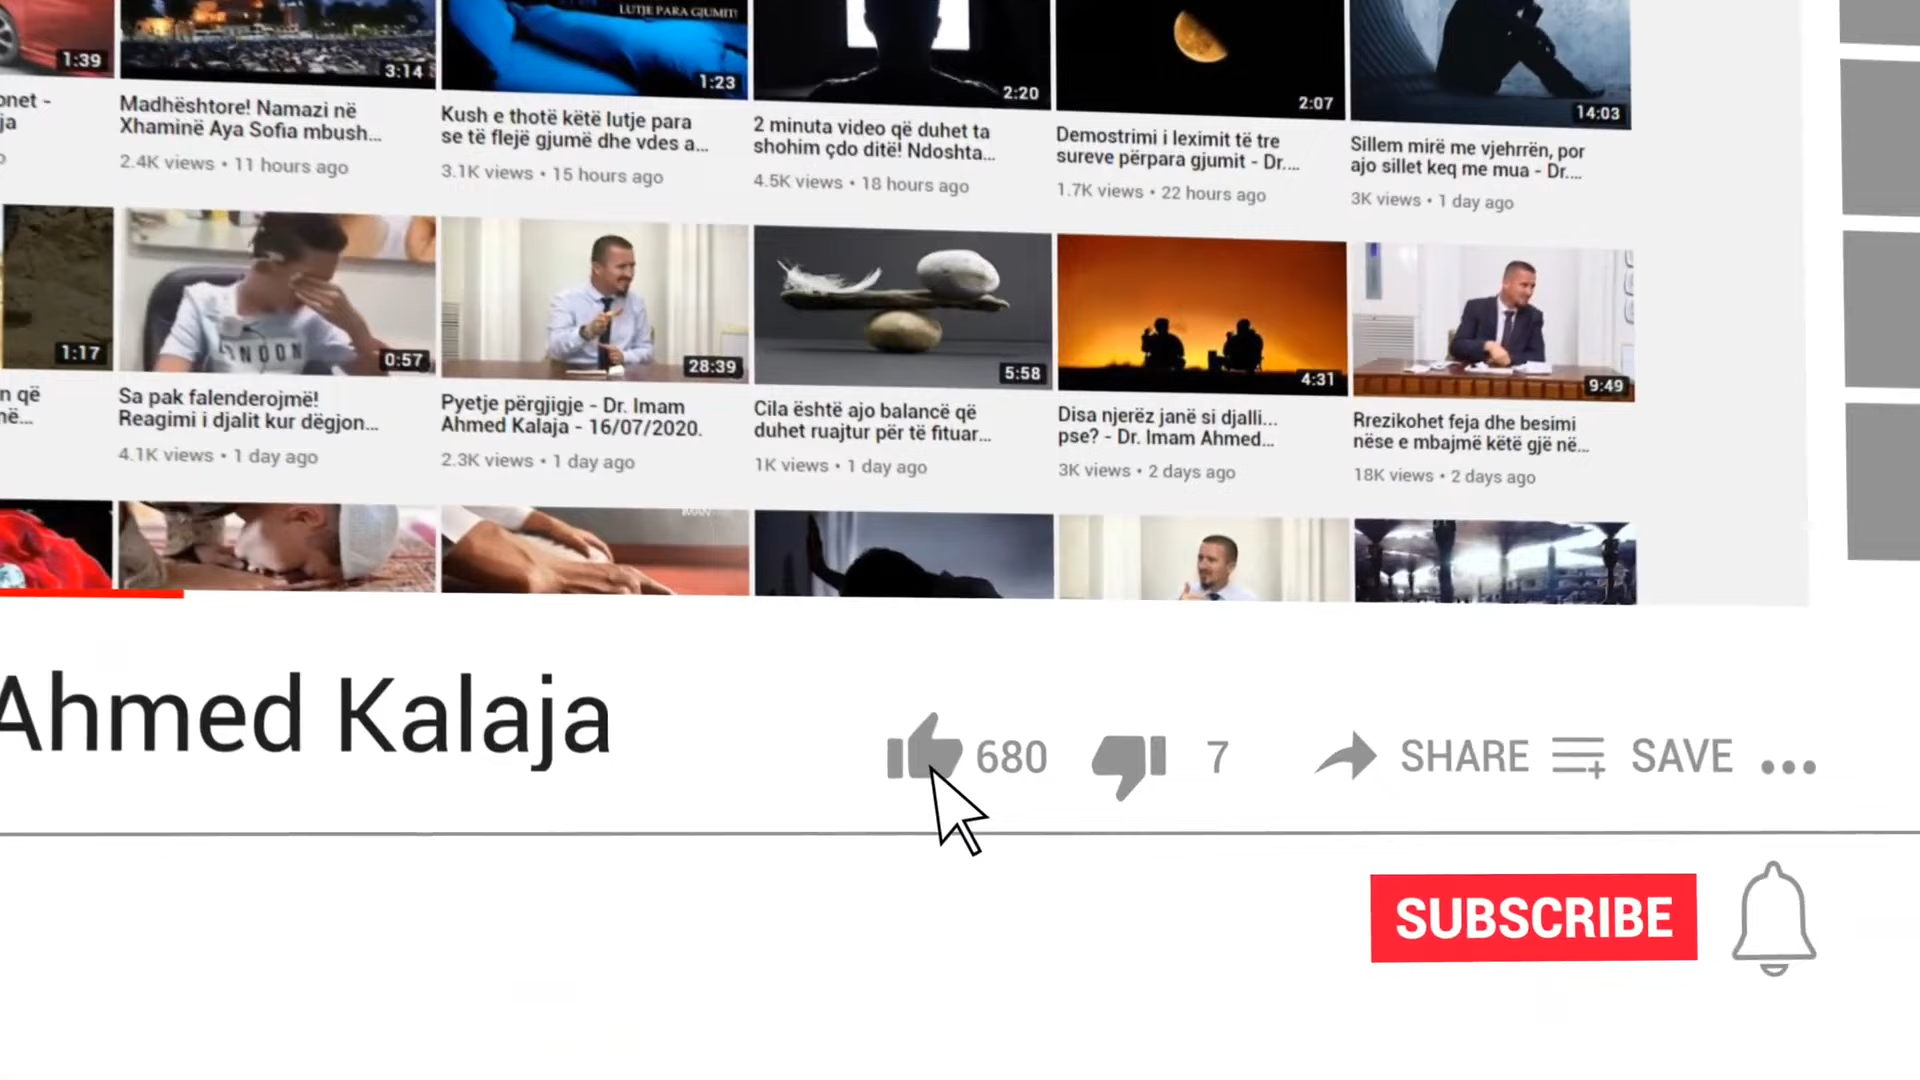 LUTJE PARA GJUMIT!
1:39
3:14
1:23
2:20
2:07
14:03
onet -
ja
Madhështore! Namazi në
Xhaminë Aya Sofia mbush...
2.4K views • 11 hours ago
Kush e thotë këtë lutje para
se të flejë gjumë dhe vdes a...
3.1K views • 15 hours ago
2 minuta video që duhet ta
shohim çdo ditë! Ndoshta...
4.5K views • 18 hours ago
Demostrimi i leximit të tre
sureve përpara gjumit - Dr....
1.7K views • 22 hours ago
Sillem mirë me vjehrrën, por
ajo sillet keq me mua - Dr....
3K views • 1 day ago
LONDON
1:17
0:57
28:39
5:58
4:31
9:49
n që
në...
Sa pak falenderojmë!
Reagimi i djalit kur dëgjon...
4.1K views • 1 day ago
Pyetje përgjigje - Dr. Imam
Ahmed Kalaja - 16/07/2020.
2.3K views • 1 day ago
Cila është ajo balancë që
duhet ruajtur për të fituar...
1K views • 1 day ago
Disa njerëz janë si djalli...
pse? - Dr. Imam Ahmed...
3K views • 2 days ago
Rrezikohet feja dhe besimi
nëse e mbajmë këtë gjë në...
18K views • 2 days ago
Ahmed Kalaja
680
7
SHARE
SAVE
SUBSCRIBE